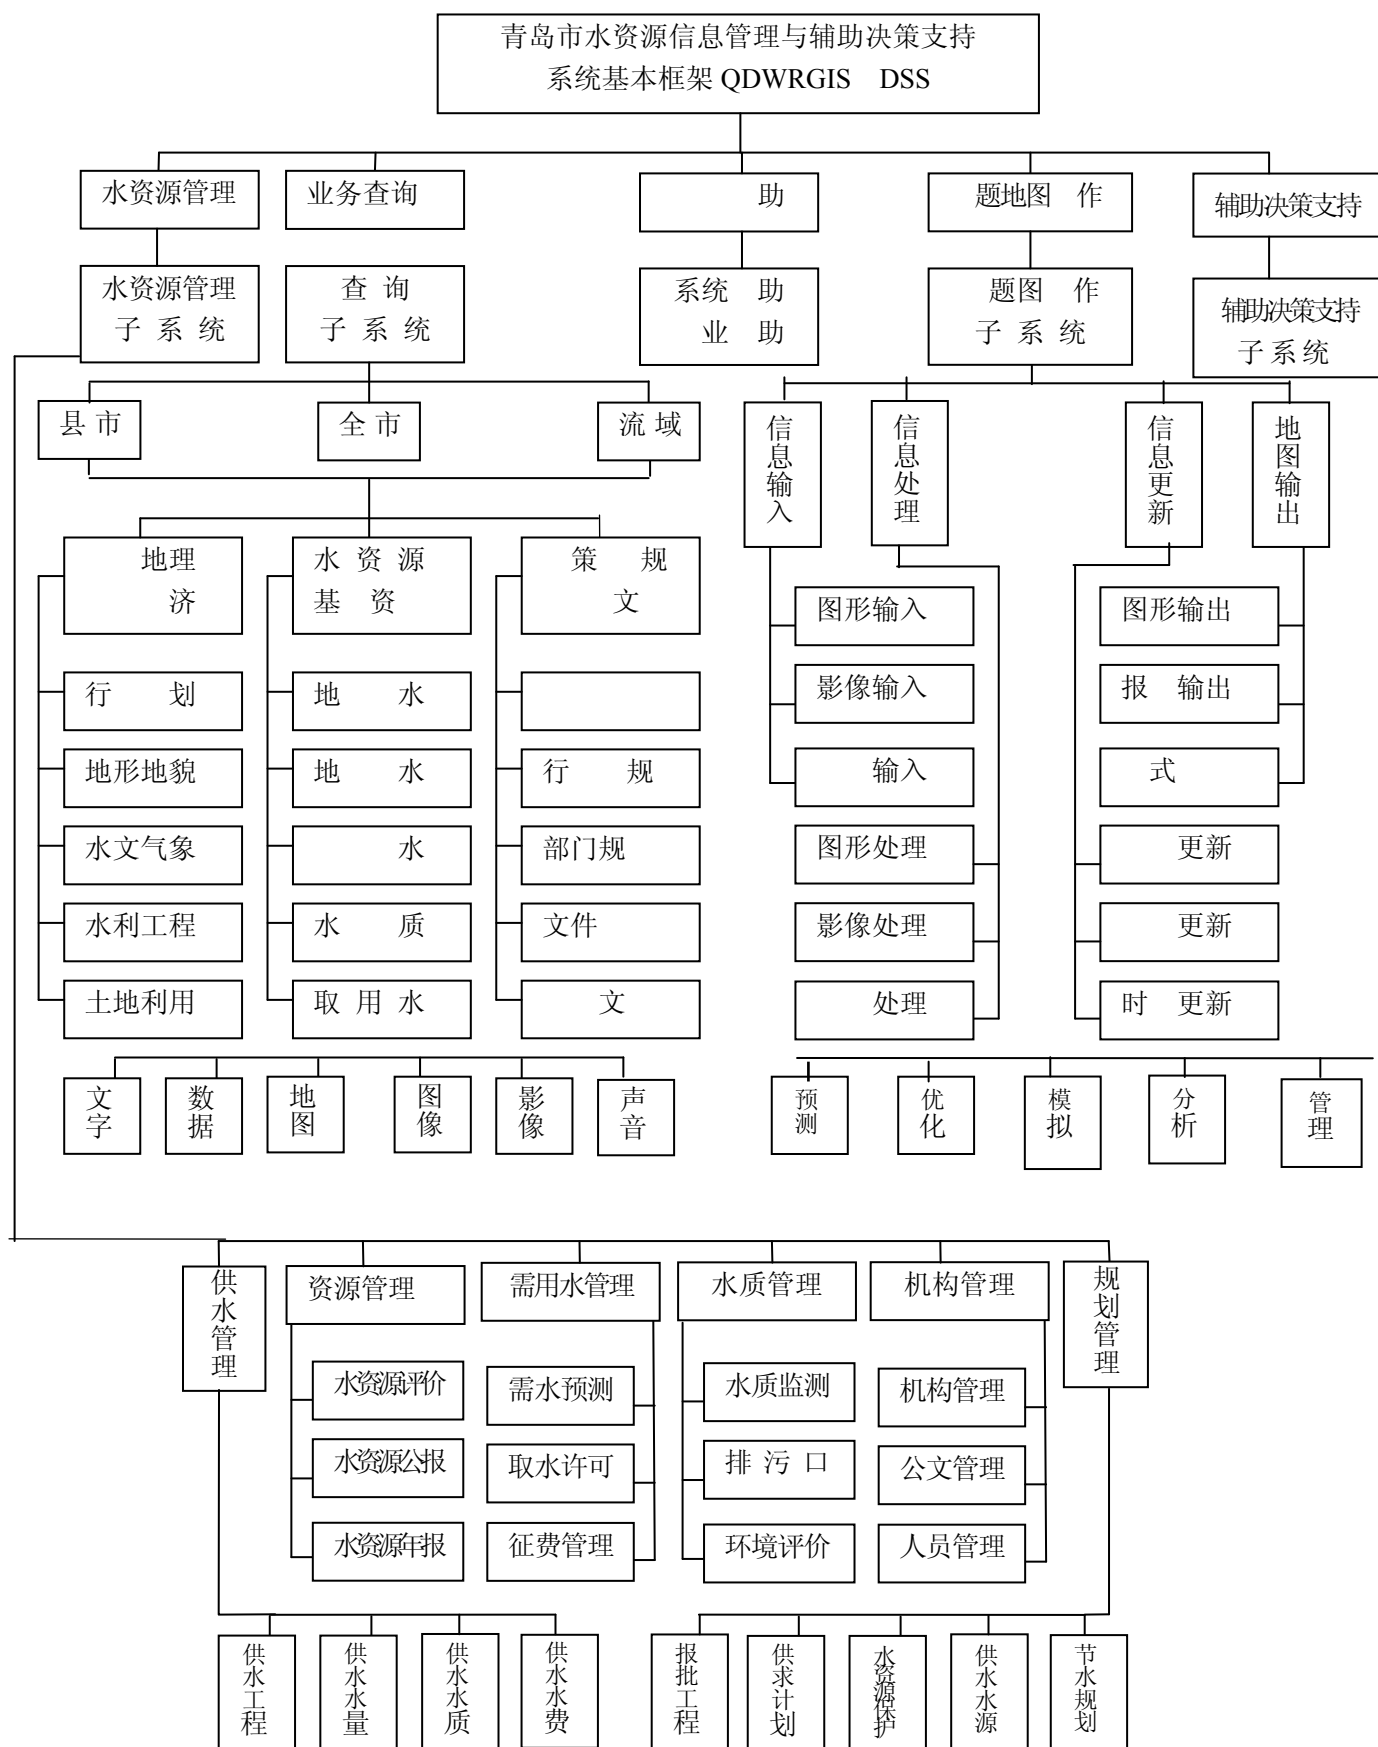 青岛市水资源信息管理与辅助决策支持
系统基本框架 QDWRGIS DSS
水资源管理
业务查询
助
题地图 作
辅助决策支持
水资源管理
子 系 统
查 询
子 系 统
系统 助
业 助
题图 作
子 系 统
辅助决策支持
子 系 统
县 市
全 市
流 域
信息输入
信息处理
信息更新
地图输出
地理
济
水 资 源
基 资
策 规
文
行 划
地形地貌
水文气象
水利工程
土地利用
地 水
地 水
水
水 质
取 用 水
行 规
部门规
文件
文
图形输入
影像输入
输入
图形处理
影像处理
处理
图形输出
报 输出
式
更新
更新
时 更新
文字
数据
地图
图像
影像
声音
预测
优化
模拟
分析
管理
供水管理
资源管理
需用水管理
水质管理
机构管理
规划管理
水资源评价
水资源公报
水资源年报
需水预测
取水许可
征费管理
水质监测
排 污 口
环境评价
机构管理
公文管理
人员管理
供水工程
供水水量
供水水质
供水水费
报批工程
供求计划
水资源保护
供水水源
节水规划